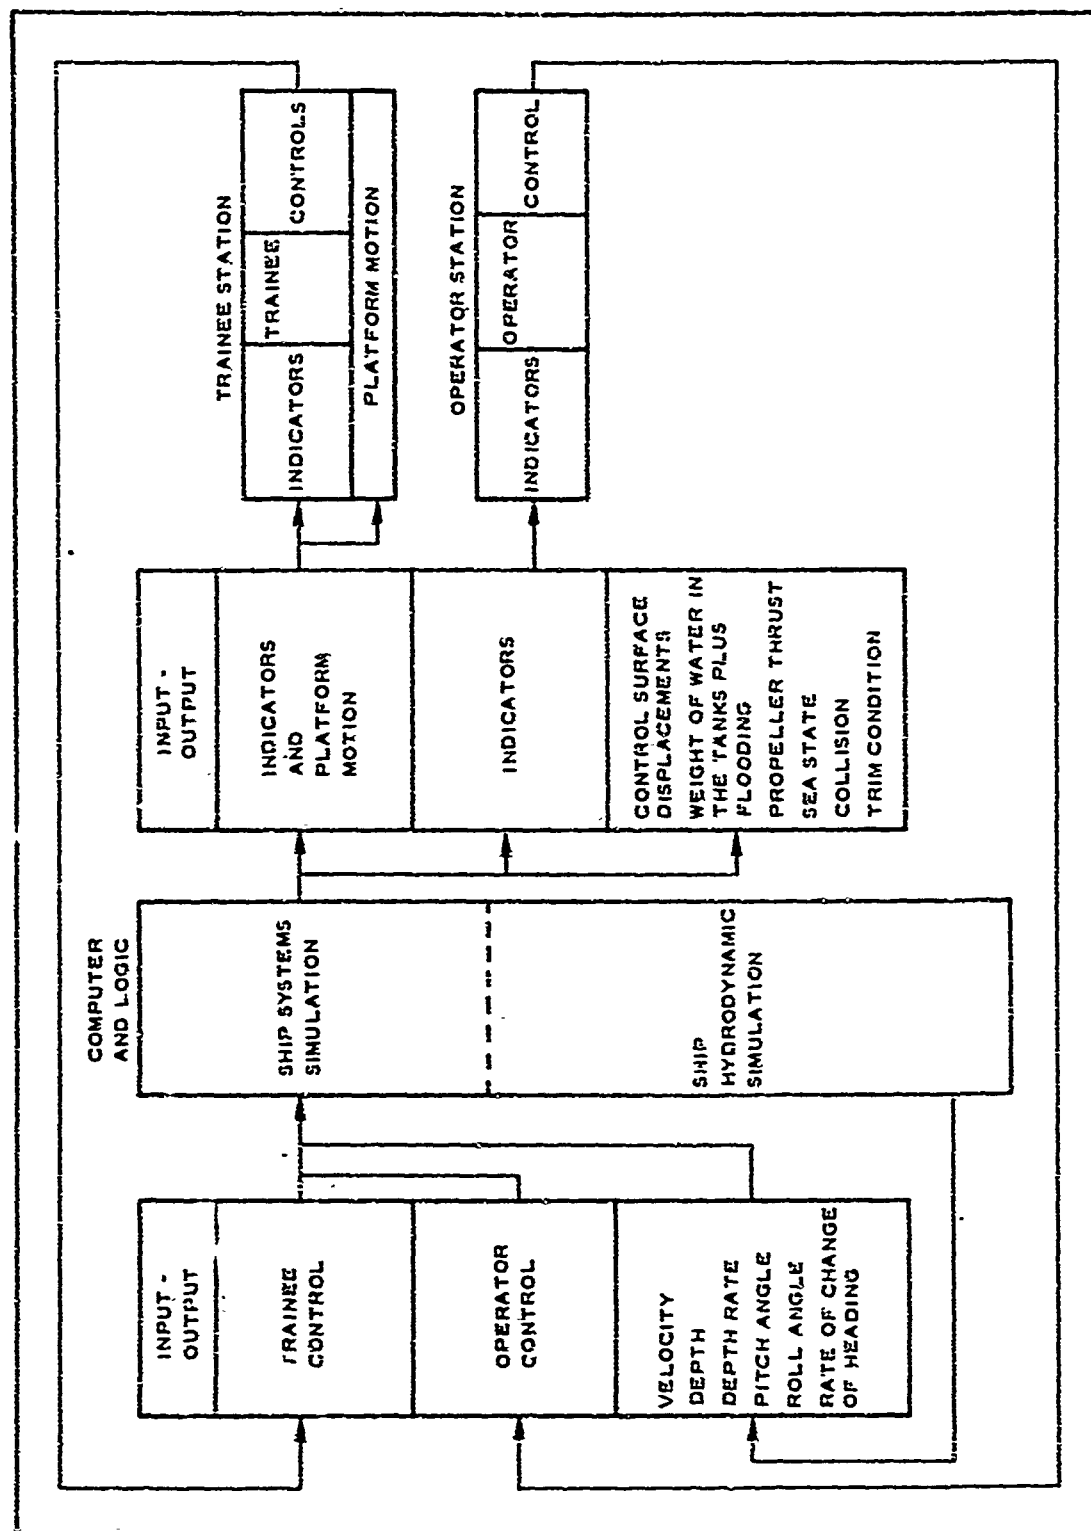 INPUT -
OUTPUT
TRAINEE
CONTROL
OPERATOR
CONTROL
VELOCITY
DEPTH
DEPTH RATE
PITCH ANGLE
ROLL ANGLE
RATE OF CHANGE
OF HEADING
COMPUTER
AND LOGIC
SHIP SYSTEMS
SIMULATION
SHIP
HYDRODYNAMIC
SIMULATION
INPUT -
OUTPUT
INDICATORS
AND
PLATFORM
MOTION
INDICATORS
CONTROL SURFACE
DISPLACEMENTS
WEIGHT OF WATER IN
THE TANKS PLUS
FLOODING
PROPELLER THRUST
SEA STATE
COLLISION
TRIM CONDITION
TRAINEE STATION
INDICATORS
TRAINEE
CONTROLS
PLATFORM MOTION
OPERATOR STATION
INDICATORS
OPERATOR
CONTROL